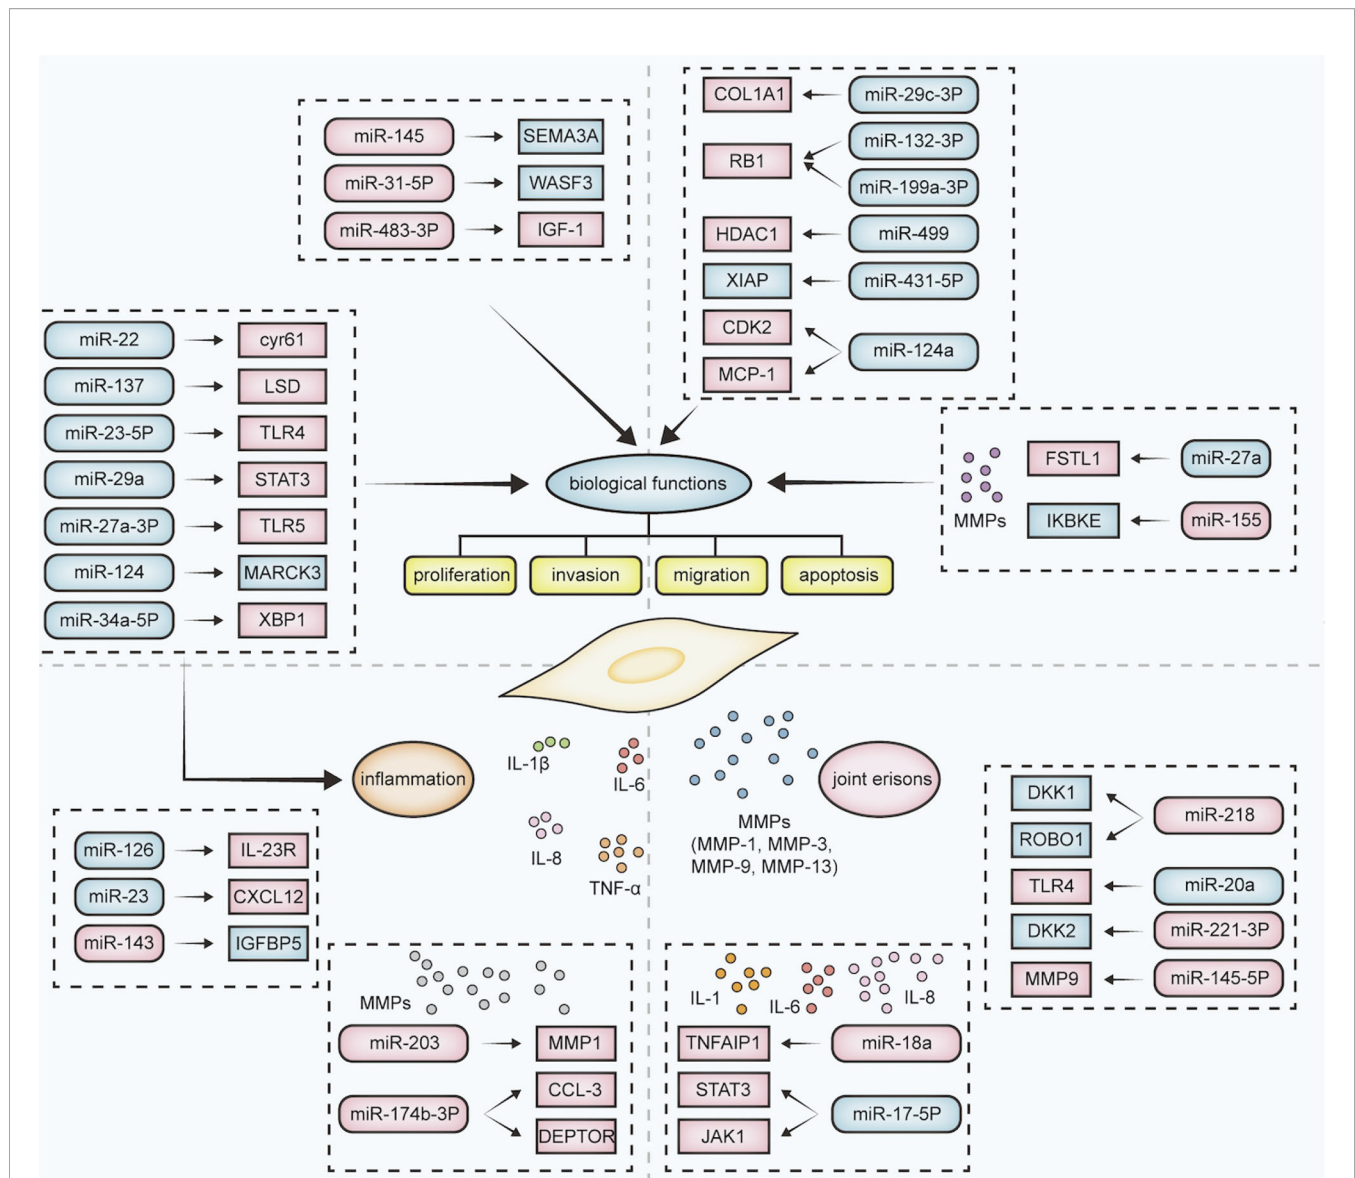 miR-145
SEMA3A
miR-31-5P
WASF3
miR-483-3P
IGF-1
COL1A1
miR-29c-3P
miR-132-3P
RB1
miR-199a-3P
HDAC1
miR-499
XIAP
miR-431-5P
CDK2
miR-124a
MCP-1
miR-22
cyr61
miR-137
LSD
miR-23-5P
TLR4
miR-29a
STAT3
miR-27a-3P
TLR5
miR-124
MARCK3
miR-34a-5P
XBP1
biological functions
proliferation
invasion
migration
apoptosis
MMPs
FSTL1
miR-27a
IKBKE
miR-155
inflammation
IL-1β
IL-6
IL-8
TNF-α
MMPs
(MMP-1, MMP-3,
MMP-9, MMP-13)
joint erisons
miR-126
IL-23R
miR-23
CXCL12
miR-143
IGFBP5
DKK1
miR-218
ROBO1
TLR4
miR-20a
DKK2
miR-221-3P
MMP9
miR-145-5P
MMPs
miR-203
MMP1
CCL-3
miR-174b-3P
DEPTOR
IL-1
IL-6
IL-8
TNFAIP1
miR-18a
STAT3
miR-17-5P
JAK1